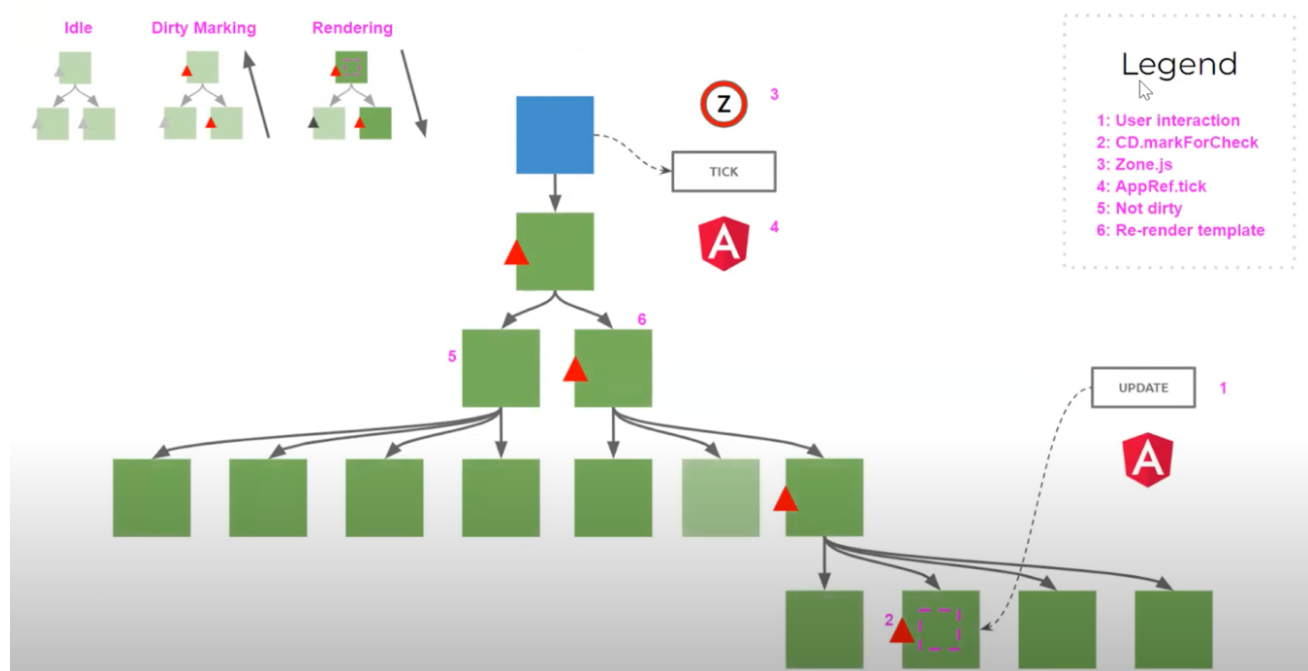 Idle
Dirty Marking
Rendering
Z
3
TICK
4
Legend
1: User interaction
2: CD.markForCheck
3: Zone.js
4: AppRef.tick
5: Not dirty
6: Re-render template
A
6
5
UPDATE
1
A
2